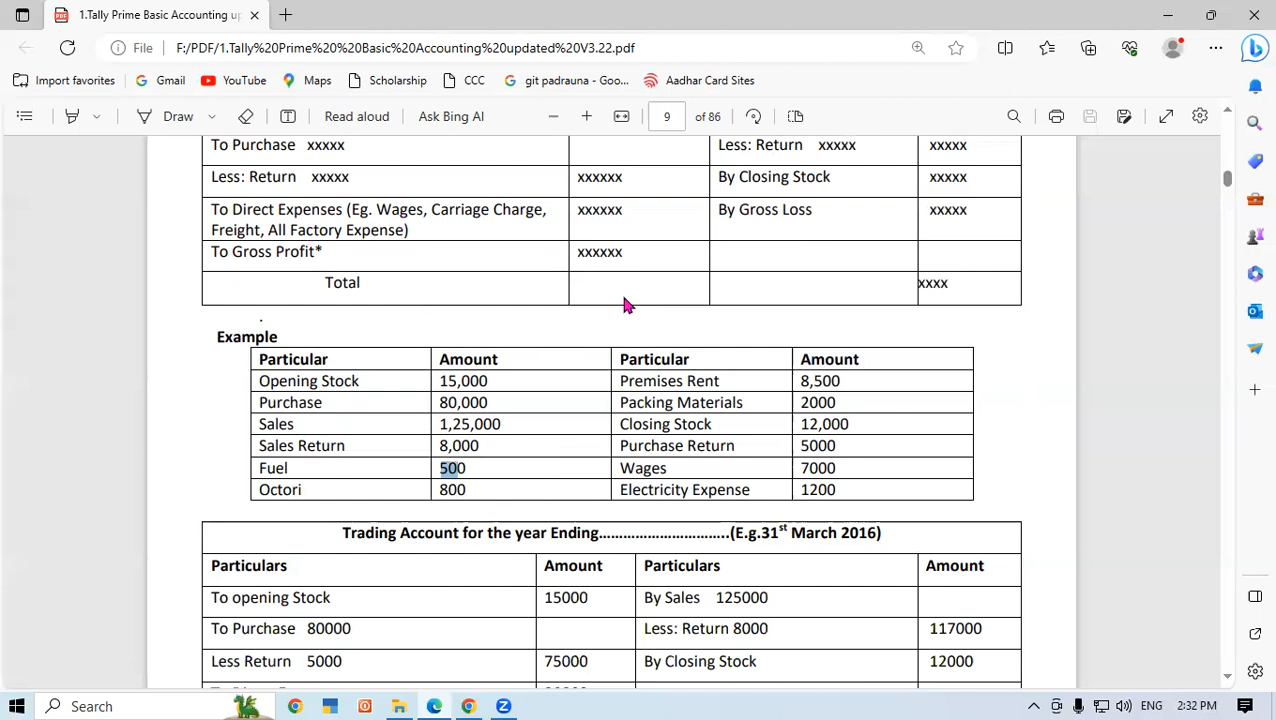 1.Tally Prime Basic Accounting up
File F:/PDF/1.Tally%20Prime%20%20Basic%20Accounting%20updated%20V3.22.pdf
Import favorites Gmail YouTube Maps Scholarship CCC git padrauna - Goo... Aadhar Card Sites
Draw Read aloud Ask Bing AI 9 of 86
To Purchase xxxxx Less: Return xxxxx xxxxx
Less: Return xxxxx xxxxxx By Closing Stock xxxxx
To Direct Expenses (Eg. Wages, Carriage Charge, xxxxxx By Gross Loss xxxxx
Freight, All Factory Expense)
To Gross Profit* xxxxxx
Total xxxx
.
Example
Particular Amount Particular Amount
Opening Stock 15,000 Premises Rent 8,500
Purchase 80,000 Packing Materials 2000
Sales 1,25,000 Closing Stock 12,000
Sales Return 8,000 Purchase Return 5000
Fuel 500 Wages 7000
Octori 800 Electricity Expense 1200
Trading Account for the year Ending……………………………..(E.g.31st March 2016)
Particulars Amount Particulars Amount
To opening Stock 15000 By Sales 125000
To Purchase 80000 Less: Return 8000 117000
Less Return 5000 75000 By Closing Stock 12000
Search ENG 2:32 PM